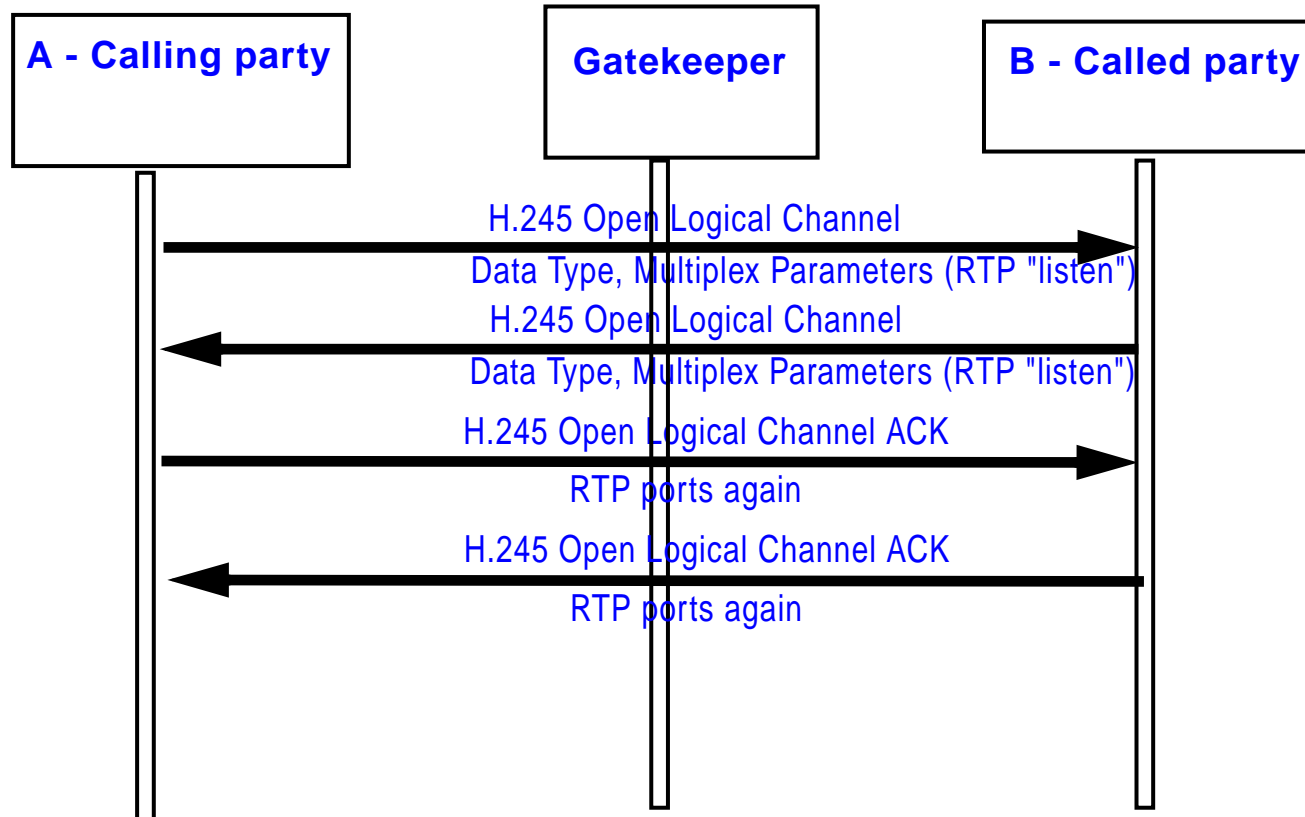 A - Calling party
Gatekeeper
B - Called party
H.245 Open Logical Channel
Data Type, Multiplex Parameters (RTP "listen")
H.245 Open Logical Channel
Data Type, Multiplex Parameters (RTP "listen")
H.245 Open Logical Channel ACK
RTP ports again
H.245 Open Logical Channel ACK
RTP ports again